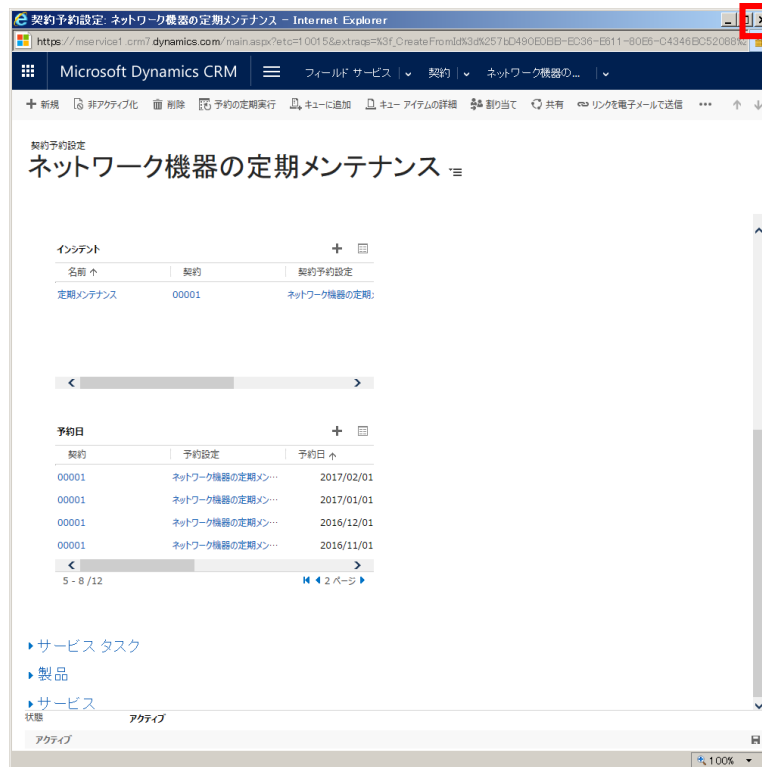 契約予約設定: ネットワーク機器の定期メンテナンス - Internet Explorer
https://mservice1.crm7.dynamics.com/main.aspx?etc=10015&extraqs=%3f_CreateFromId%3d%257bD490E0BB-EC36-E611-80E6-C4346BC52088%
Microsoft Dynamics CRM フィールド サービス 契約 ネットワーク機器の...
新規 非アクティブ化 削除 予約の定期実行 キューに追加 キュー アイテムの詳細 割り当て 共有 リンクを電子メールで送信 •••
契約予約設定
ネットワーク機器の定期メンテナンス
インシデント
名前 契約 契約予約設定
定期メンテナンス 00001 ネットワーク機器の定期
予約日
契約 予約設定 予約日
00001 ネットワーク機器の定期メン… 2017/02/01
00001 ネットワーク機器の定期メン… 2017/01/01
00001 ネットワーク機器の定期メン… 2016/12/01
00001 ネットワーク機器の定期メン… 2016/11/01
5 - 8 /12 2 ページ
サービス タスク
製品
サービス
状態 アクティブ
アクティブ
100%